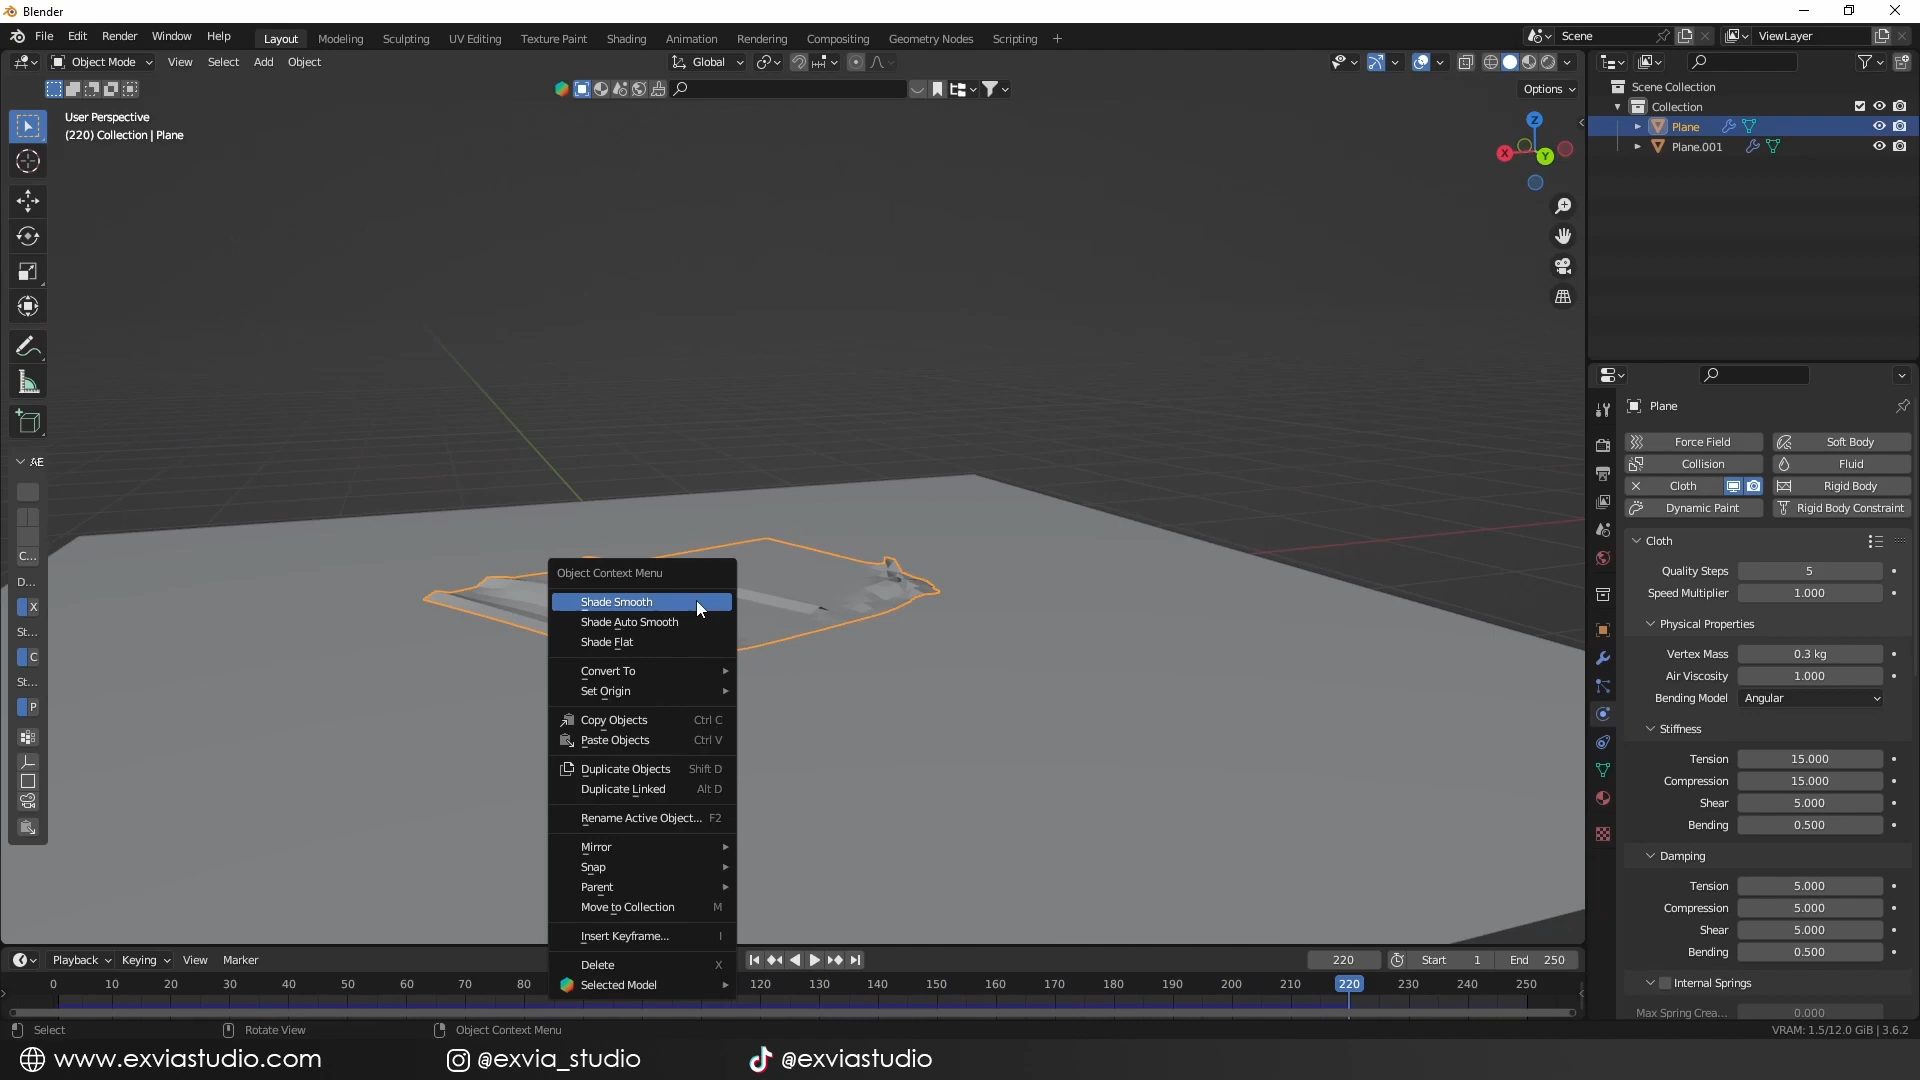 Blender
File Edit Render Window Help Layout Modeling Sculpting UV Editing Texture Paint Shading Animation Rendering Compositing Geometry Nodes Scripting + Scene ViewLayer
Object Mode View Select Add Object Global
Options
User Perspective
(220) Collection | Plane
Z
X
Y
Scene Collection
Collection
Plane
Plane.001
Plane
Force Field Soft Body
Collision Fluid
Cloth Rigid Body
Dynamic Paint Rigid Body Constraint
Cloth
Quality Steps 5
Speed Multiplier 1.000
Physical Properties
Vertex Mass 0.3 kg
Air Viscosity 1.000
Bending Model Angular
Stiffness
Tension 15.000
Compression 15.000
Shear 5.000
Bending 0.500
Damping
Tension 5.000
Compression 5.000
Shear 5.000
Bending 0.500
Internal Springs
Max Spring Crea... 0.000
AE
C...
D...
X
St...
C
St...
P
Object Context Menu
Shade Smooth
Shade Auto Smooth
Shade Flat
Convert To
Set Origin
Copy Objects Ctrl C
Paste Objects Ctrl V
Duplicate Objects Shift D
Duplicate Linked Alt D
Rename Active Object... F2
Mirror
Snap
Parent
Move to Collection M
Insert Keyframe... I
Delete X
Selected Model
Playback Keying View Marker 220 Start 1 End 250
0 10 20 30 40 50 60 70 80 120 130 140 150 160 170 180 190 200 210 220 230 240 250
Select Rotate View Object Context Menu VRAM: 1.5/12.0 GiB | 3.6.2
www.exviastudio.com @exvia_studio @exviastudio